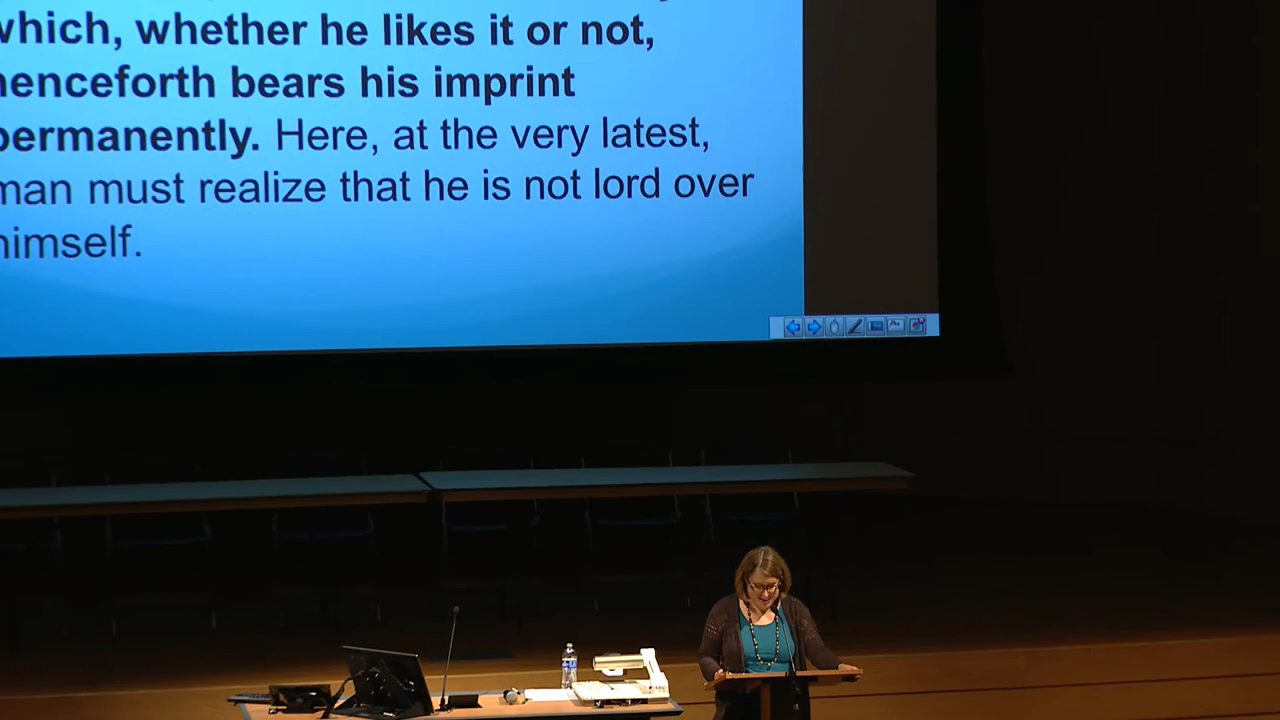 which, whether he likes it or not,
henceforth bears his imprint
permanently. Here, at the very latest,
man must realize that he is not lord over
himself.